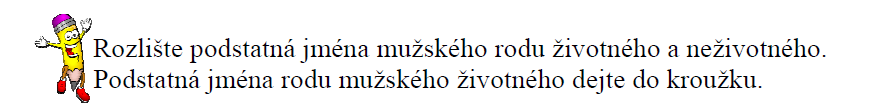 Rozlište podstatná jména mužského rodu životného a neživotného.
Podstatná jména rodu mužského životného dejte do kroužku.